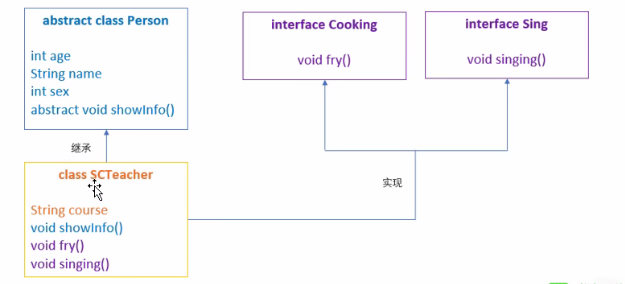 abstract class Person
int age
String name
int sex
abstract void showInfo()
interface Cooking
void fry()
interface Sing
void singing()
继承
实现
class SCTeacher
String course
void showInfo()
void fry()
void singing()